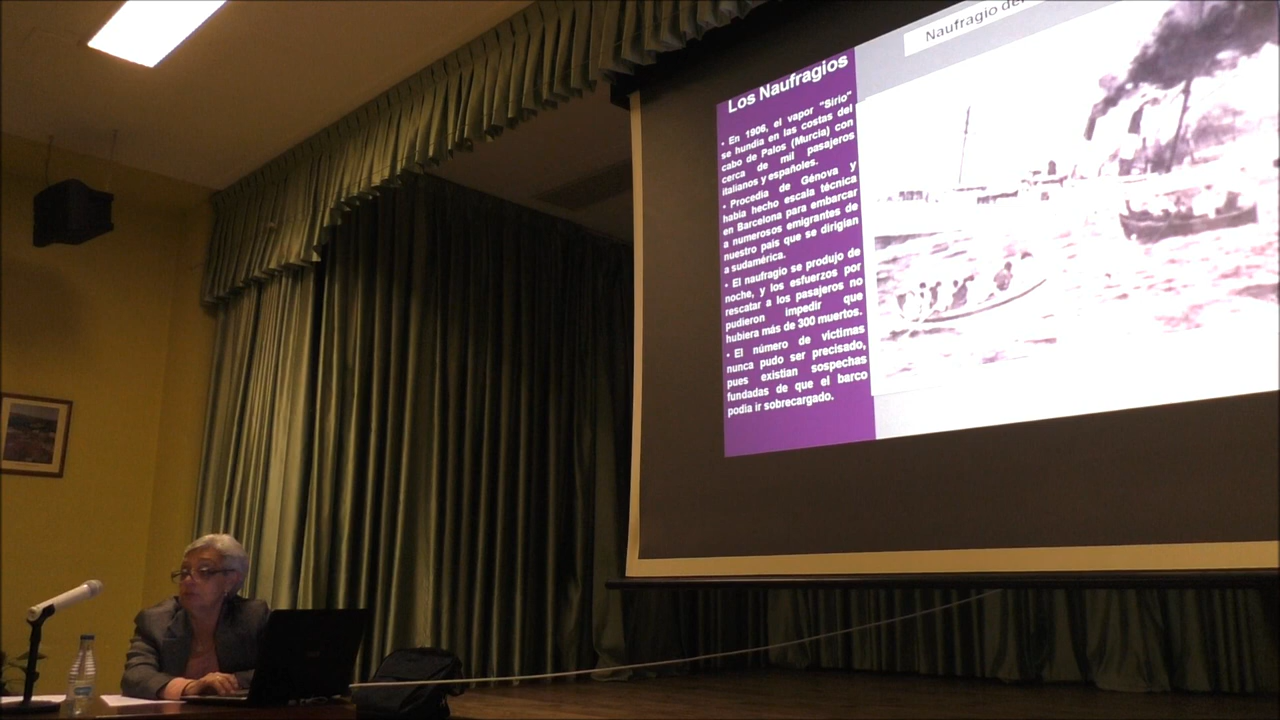 Naufragio del
Los Naufragios
• En 1906, el vapor "Sirio"
se hundía en las costas del
cabo de Palos (Murcia) con
cerca de mil pasajeros
italianos y españoles.
• Procedía de Génova y
había hecho escala técnica
en Barcelona para embarcar
a numerosos emigrantes de
nuestro país que se dirigían
a sudamérica.
• El naufragio se produjo de
noche, y los esfuerzos por
rescatar a los pasajeros no
pudieron impedir que
hubiera más de 300 muertos.
• El número de víctimas
nunca pudo ser precisado,
pues existían sospechas
fundadas de que el barco
podía ir sobrecargado.